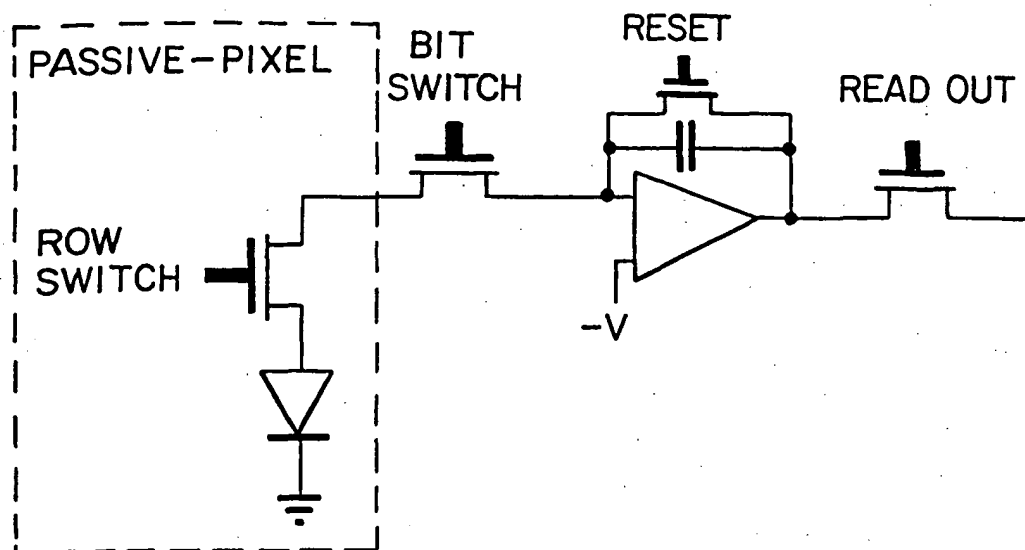 PASSIVE-PIXEL
BIT
SWITCH
RESET
READ OUT
ROW
SWITCH
-V